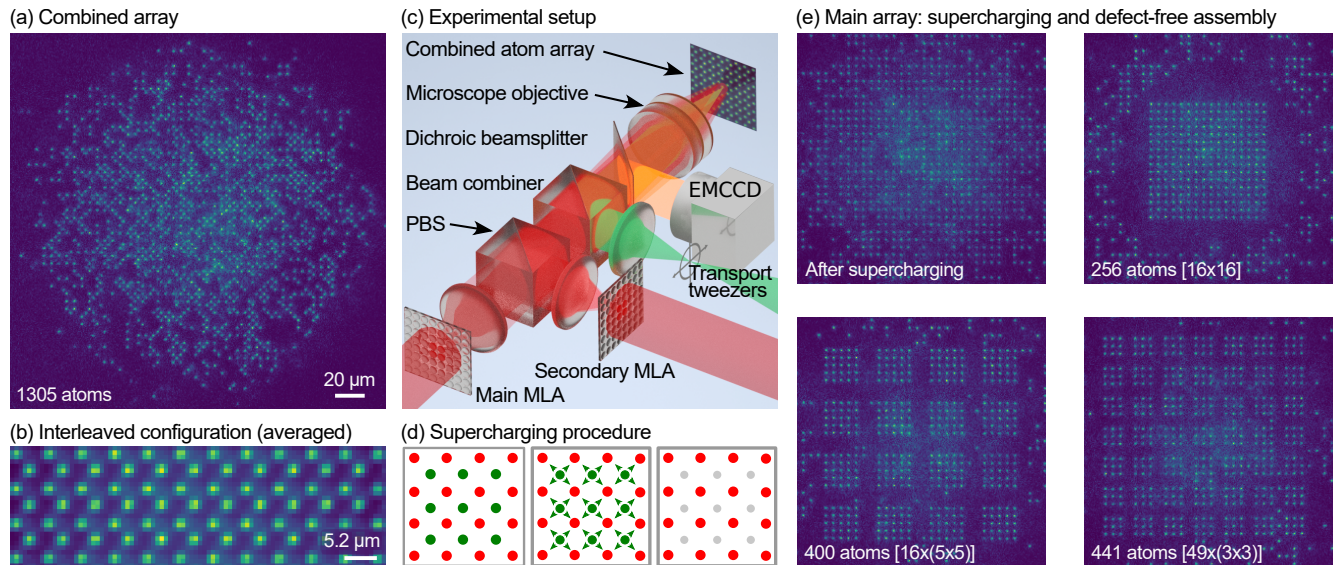 (a) Combined array
1305 atoms
20 µm
(b) Interleaved configuration (averaged)
5.2 µm
(c) Experimental setup
Combined atom array
Microscope objective
Dichroic beamsplitter
Beam combiner
PBS
EMCCD
Transport
tweezers
Secondary MLA
Main MLA
(d) Supercharging procedure
(e) Main array: supercharging and defect-free assembly
After supercharging
256 atoms [16x16]
400 atoms [16x(5x5)]
441 atoms [49x(3x3)]